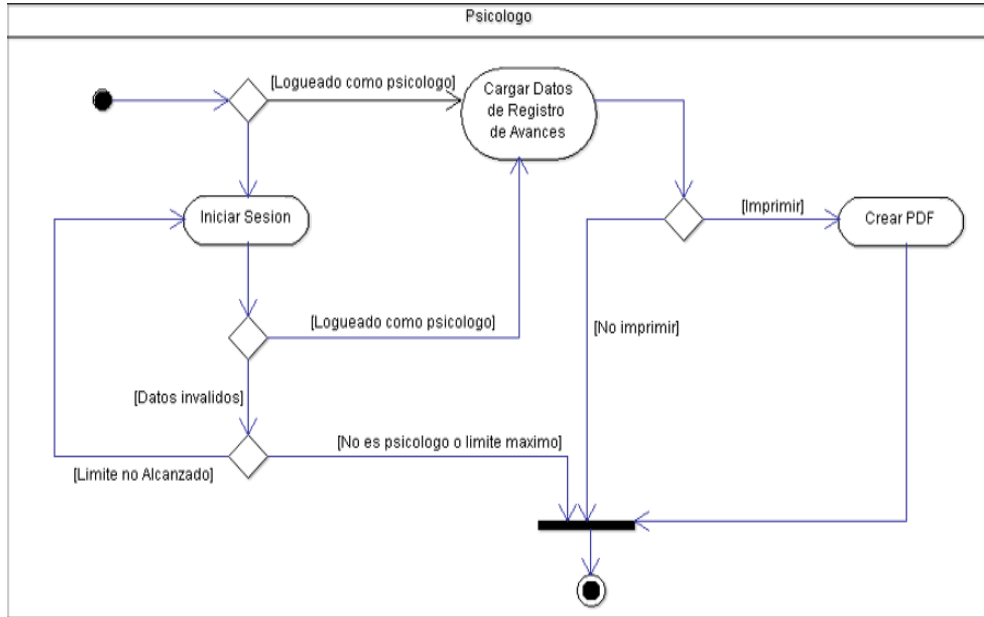 Psicologo
[Logueado como psicologo]
Cargar Datos
de Registro
de Avances
Iniciar Sesion
[Imprimir]
Crear PDF
[Logueado como psicologo]
[No imprimir]
[Datos invalidos]
[No es psicologo o limite maximo]
[Limite no Alcanzado]